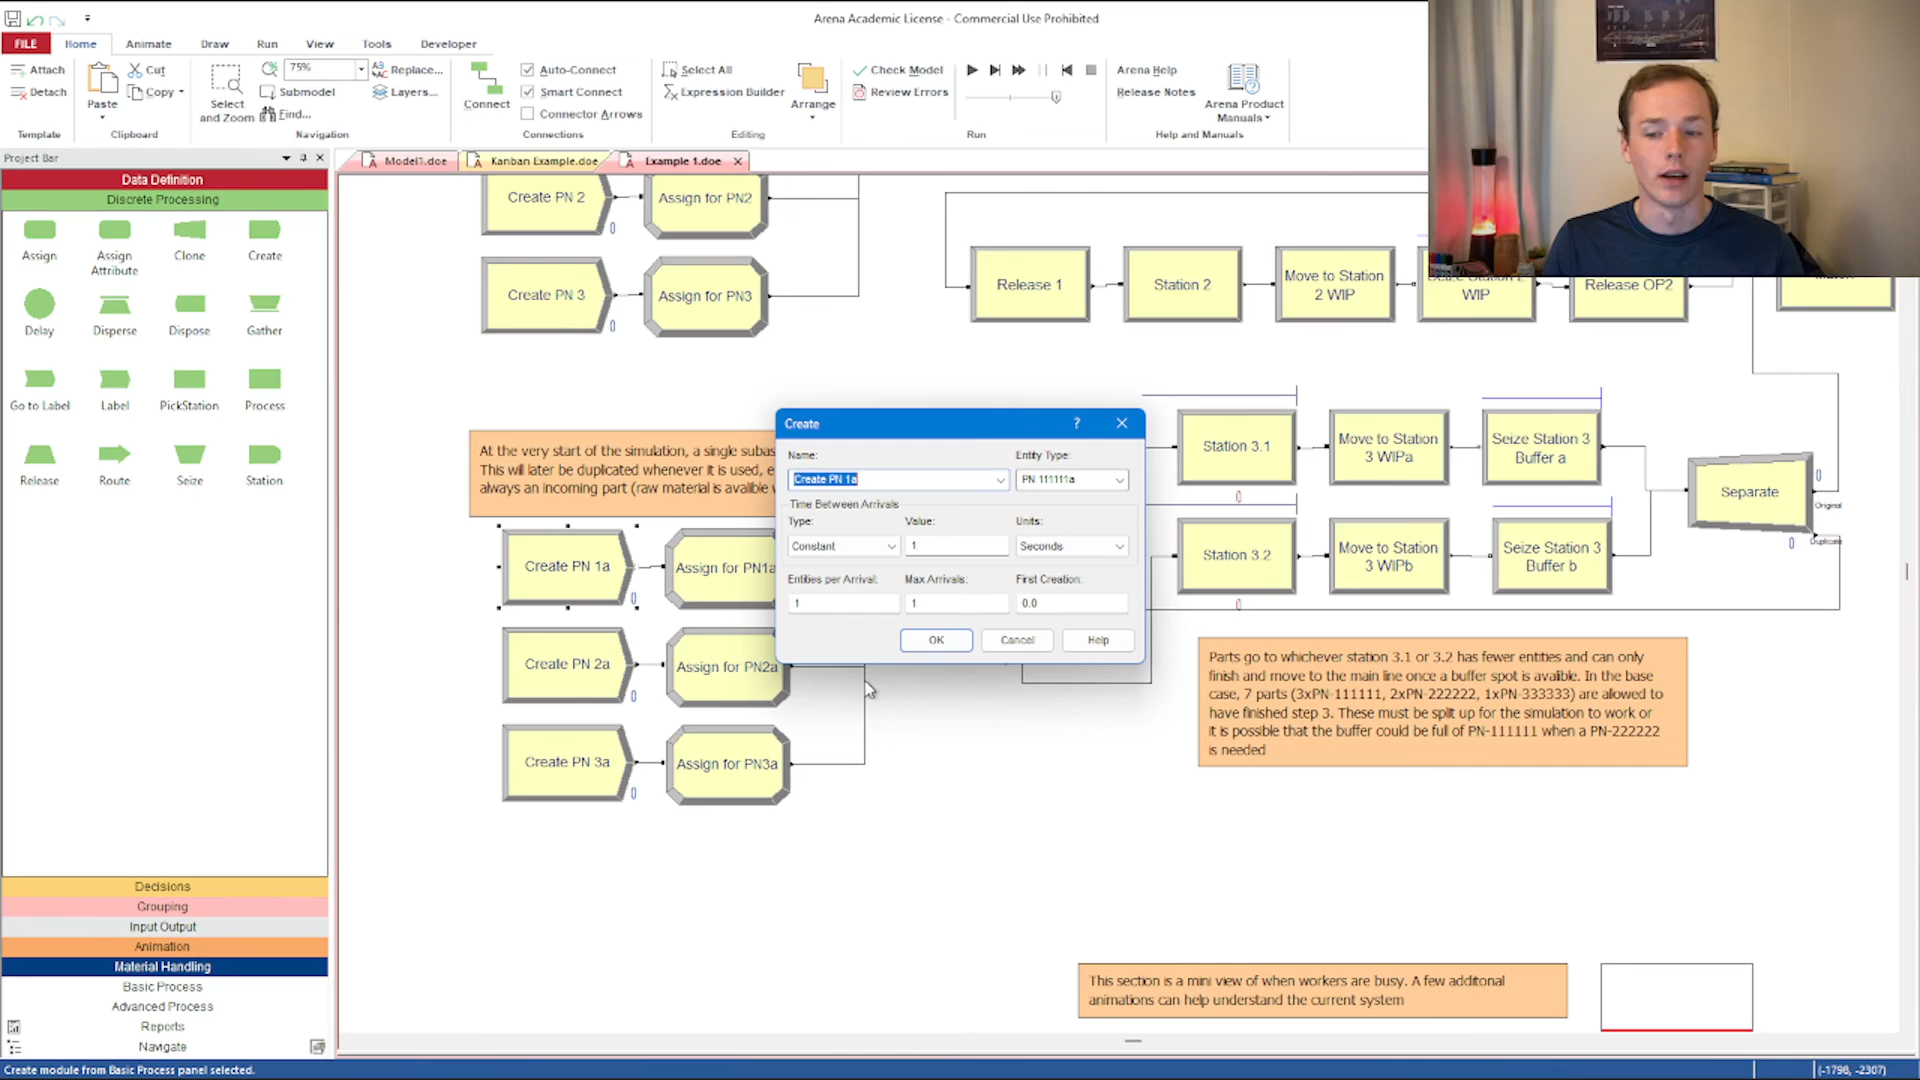 Arena Academic License - Commercial Use Prohibited
FILE Home Animate Draw Run View Tools Developer
Attach
Detach
Template
Paste
Cut
Copy
Clipboard
Select
and Zoom
75%
Submodel
Find...
Navigation
Replace...
Layers...
Connect
Auto-Connect
Smart Connect
Connector Arrows
Connections
Select All
Expression Builder
Arrange
Editing
Check Model
Review Errors
Run
Arena Help
Release Notes
Arena Product
Manuals
Help and Manuals
Project Bar
Model1.doe
Kanban Example.doe
Example 1.doe
Data Definition
Discrete Processing
Assign
Assign
Attribute
Clone
Create
Delay
Disperse
Dispose
Gather
Go to Label
Label
PickStation
Process
Release
Route
Seize
Station
Decisions
Grouping
Input Output
Animation
Material Handling
Basic Process
Advanced Process
Reports
Navigate
Create PN 2
Assign for PN2
Create PN 3
Assign for PN3
Release 1
Station 2
Move to Station
2 WIP
WIP
Release OP2
At the very start of the simulation, a single subas
This will later be duplicated whenever it is used, e
always an incoming part (raw material is avalible w
Create PN 1a
Assign for PN1a
Create PN 2a
Assign for PN2a
Create PN 3a
Assign for PN3a
Create
Name:
Entity Type:
Create PN 1a
PN 111111a
Time Between Arrivals
Type:
Value:
Units:
Constant
1
Seconds
Entities per Arrival:
Max Arrivals:
First Creation:
1
1
0.0
OK
Cancel
Help
Station 3.1
Move to Station
3 WIPa
Seize Station 3
Buffer a
Station 3.2
Move to Station
3 WIPb
Seize Station 3
Buffer b
Separate
Original
Duplicate
Parts go to whichever station 3.1 or 3.2 has fewer entities and can only
finish and move to the main line once a buffer spot is avalible. In the base
case, 7 parts (3xPN-111111, 2xPN-222222, 1xPN-333333) are allowed to
have finished step 3. These must be split up for the simulation to work or
it is possible that the buffer could be full of PN-111111 when a PN-222222
is needed
This section is a mini view of when workers are busy. A few additonal
animations can help understand the current system
Create module from Basic Process panel selected.
(-1798, -2307)